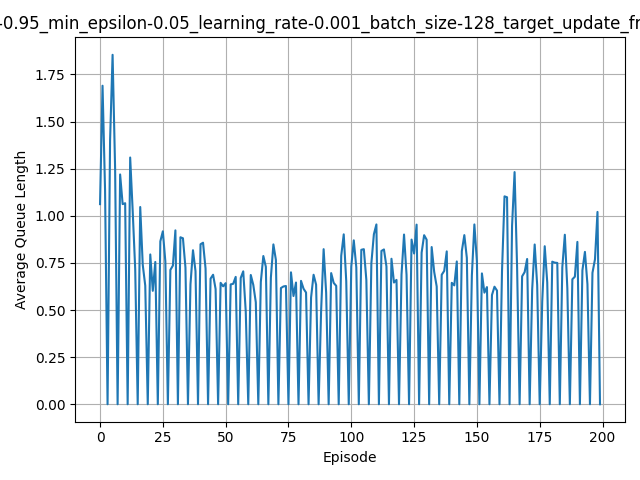 -0.95_min_epsilon-0.05_learning_rate-0.001_batch_size-128_target_update_fr
1.75
1.50
1.25
1.00
0.75
0.50
0.25
0.00
Average Queue Length
0 25 50 75 100 125 150 175 200
Episode